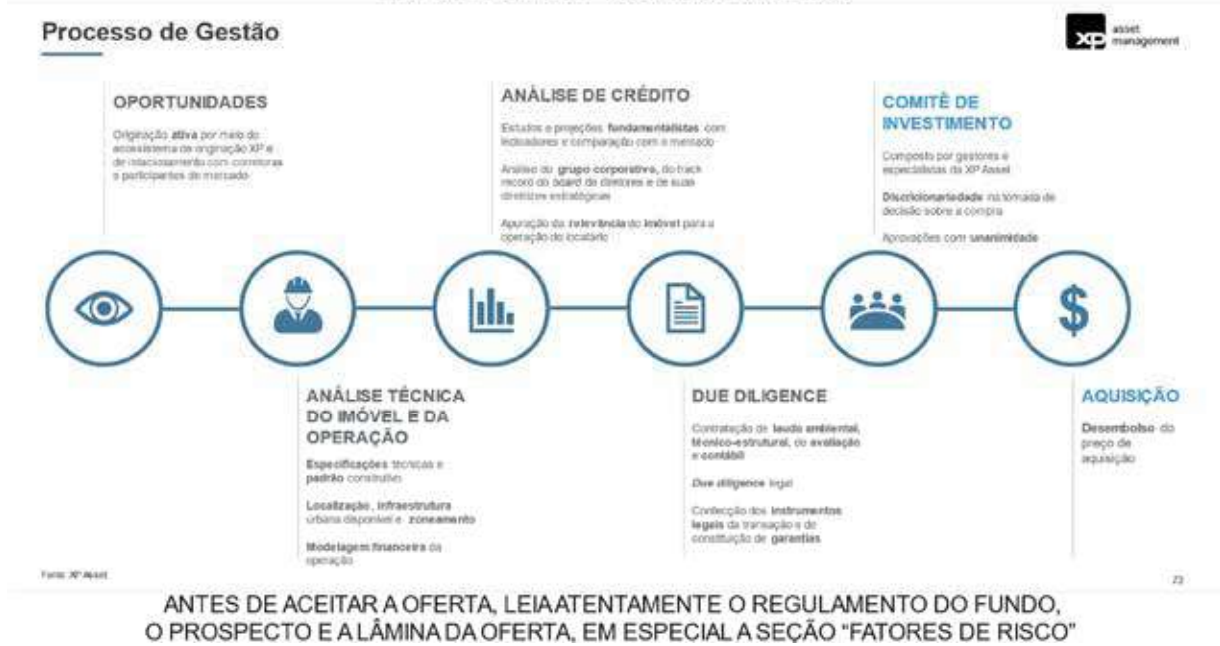 Processo de Gestão
xp asset
management
OPORTUNIDADES
Originação ativa por meio do
ecossistema de originação XP e
de relacionamento com corretoras
e participantes de mercado
ANÁLISE DE CRÉDITO
Estudos e projeções fundamentalistas com
indicadores e comparação com o mercado
Análise do grupo corporativo, do track
record do board de diretores e de suas
diretrizes estratégicas
Apuração da relevância do imóvel para a
operação do locatário
COMITÊ DE
INVESTIMENTO
Composto por gestores e
especialistas da XP Asset
Discricionariedade na tomada de
decisão sobre a compra
Aprovações com unanimidade
$
ANÁLISE TÉCNICA
DO IMÓVEL E DA
OPERAÇÃO
Especificações técnicas e
padrão construtivo
Localização, infraestrutura
urbana disponível e zoneamento
Modelagem financeira da
operação
DUE DILIGENCE
Contratação de laudo ambiental,
técnico-estrutural, de avaliação
e contábil
Due diligence legal
Confecção dos instrumentos
legais da transação e de
constituição de garantias
AQUISIÇÃO
Desembolso do
preço de
aquisição
Fonte: XP Asset
ANTES DE ACEITAR A OFERTA, LEIA ATENTAMENTE O REGULAMENTO DO FUNDO,
O PROSPECTO E A LÂMINA DA OFERTA, EM ESPECIAL A SEÇÃO “FATORES DE RISCO”